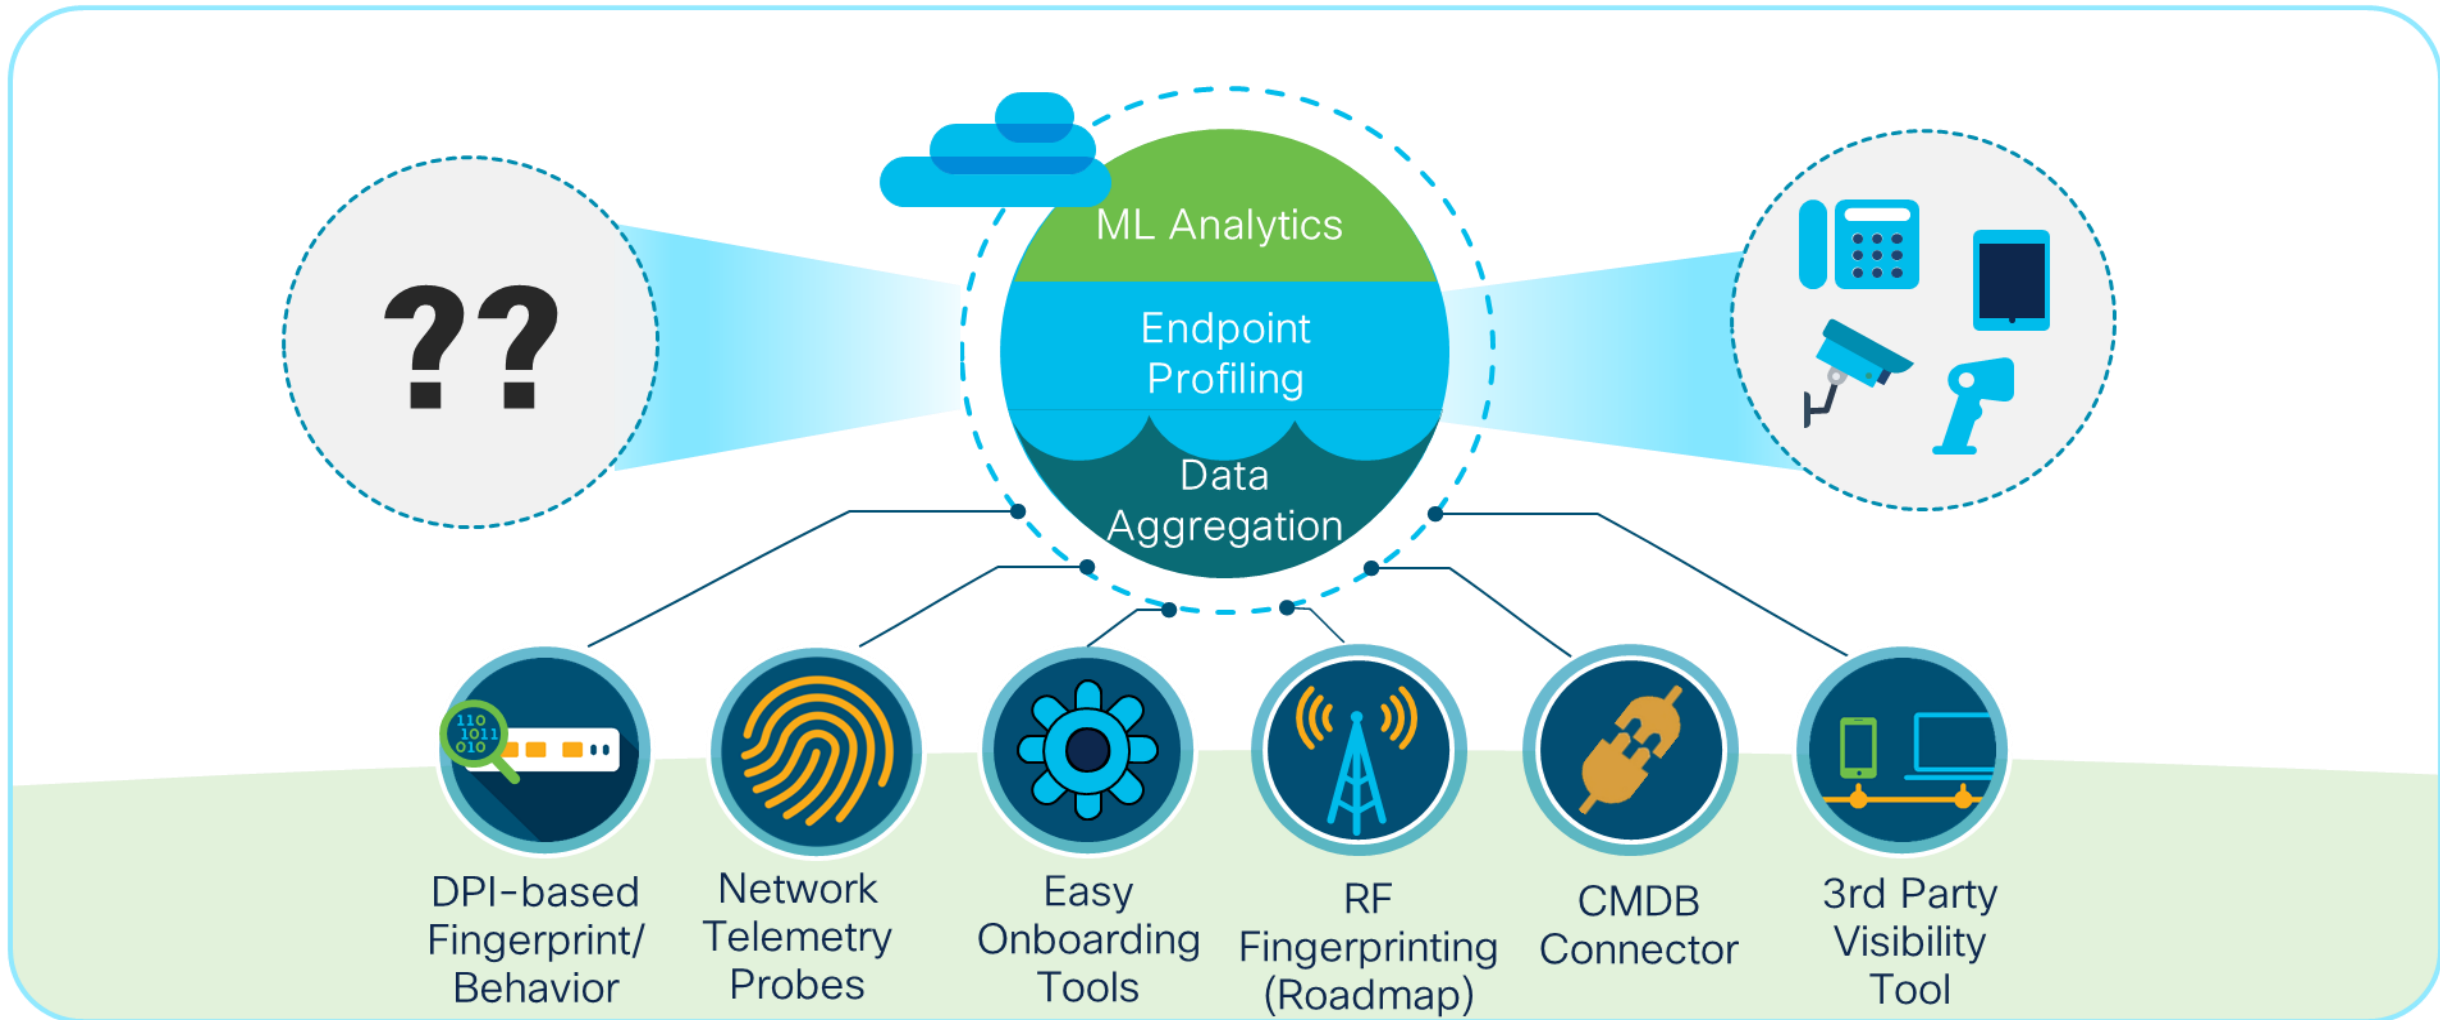 ML Analytics
??
Endpoint
Profiling
Data
Aggregation
110
1011
010
DPI-based
Fingerprint/
Behavior
Network
Telemetry
Probes
Easy
Onboarding
Tools
RF
Fingerprinting
(Roadmap)
CMDB
Connector
3rd Party
Visibility
Tool